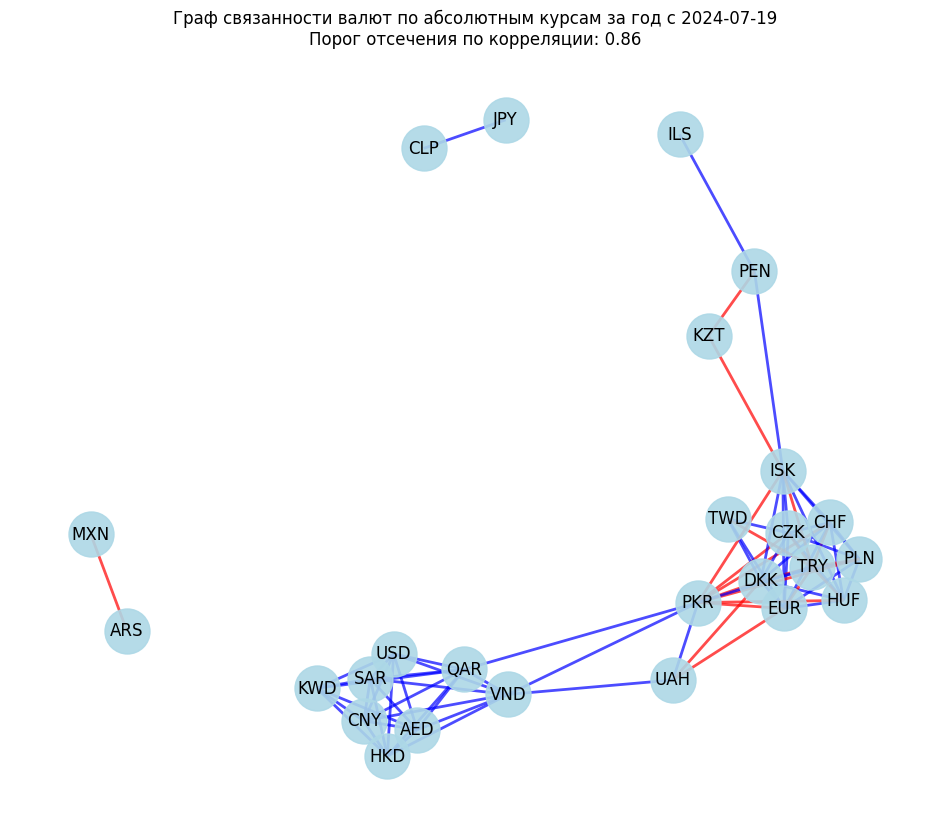 Граф связанности валют по абсолютным курсам за год с 2024-07-19
Порог отсечения по корреляции: 0.86
JPY
CLP
ILS
PEN
KZT
ISK
TWD
CHF
CZK
MXN
PLN
TRY
DKK
HUF
PKR
EUR
ARS
USD
QAR
SAR
UAH
KWD
VND
CNY
AED
HKD